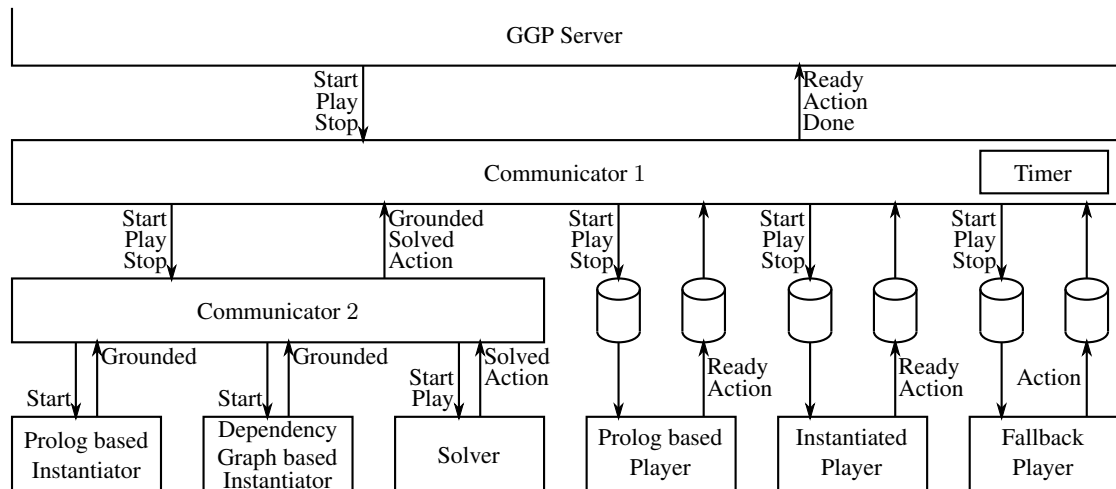 GGP Server
Start
Play
Stop
Ready
Action
Done
Communicator 1
Timer
Start
Play
Stop
Grounded
Solved
Action
Start
Play
Stop
Start
Play
Stop
Start
Play
Stop
Communicator 2
Start
Grounded
Start
Grounded
Start
Play
Solved
Action
Ready
Action
Ready
Action
Action
Prolog based
Instantiator
Dependency
Graph based
Instantiator
Solver
Prolog based
Player
Instantiated
Player
Fallback
Player